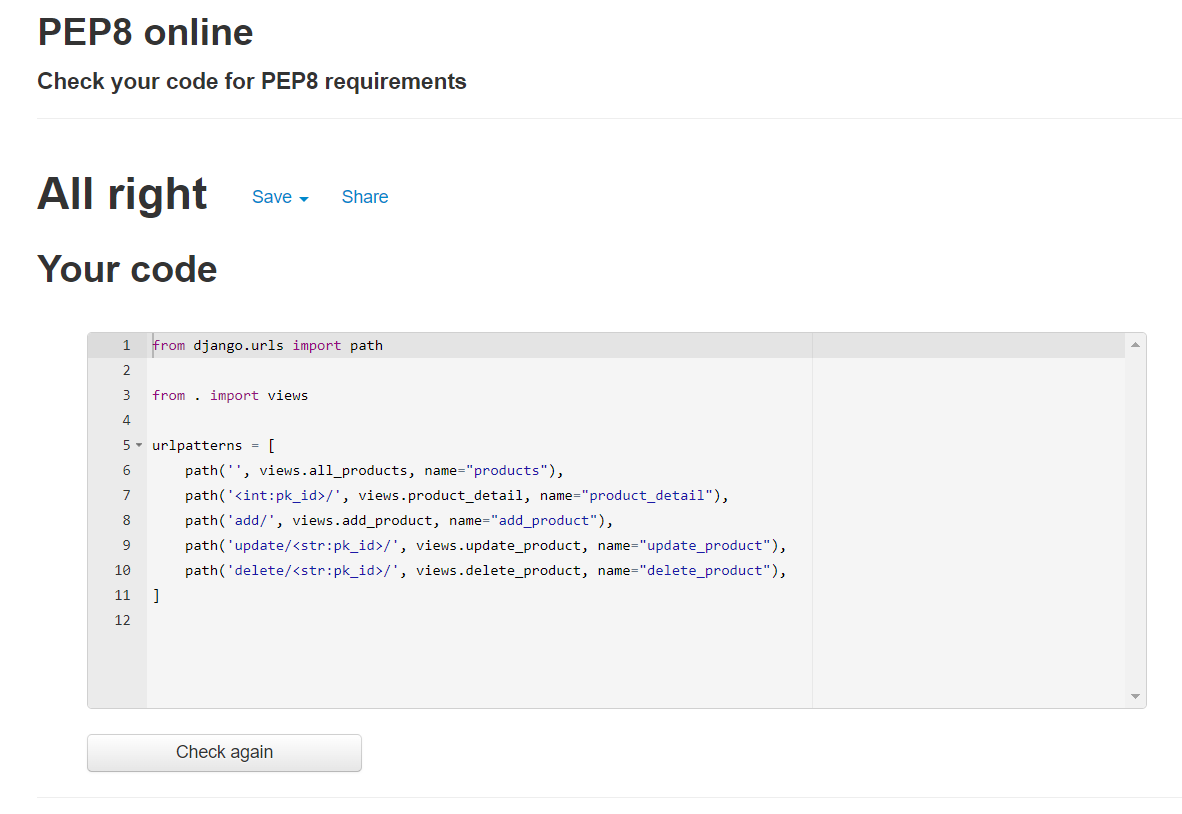 PEP8 online
Check your code for PEP8 requirements
All right Save Share
Your code
1 from django.urls import path
2
3 from . import views
4
5 urlpatterns = [
6     path('', views.all_products, name="products"),
7     path('<int:pk_id>/', views.product_detail, name="product_detail"),
8     path('add/', views.add_product, name="add_product"),
9     path('update/<str:pk_id>/', views.update_product, name="update_product"),
10     path('delete/<str:pk_id>/', views.delete_product, name="delete_product"),
11 ]
12
Check again